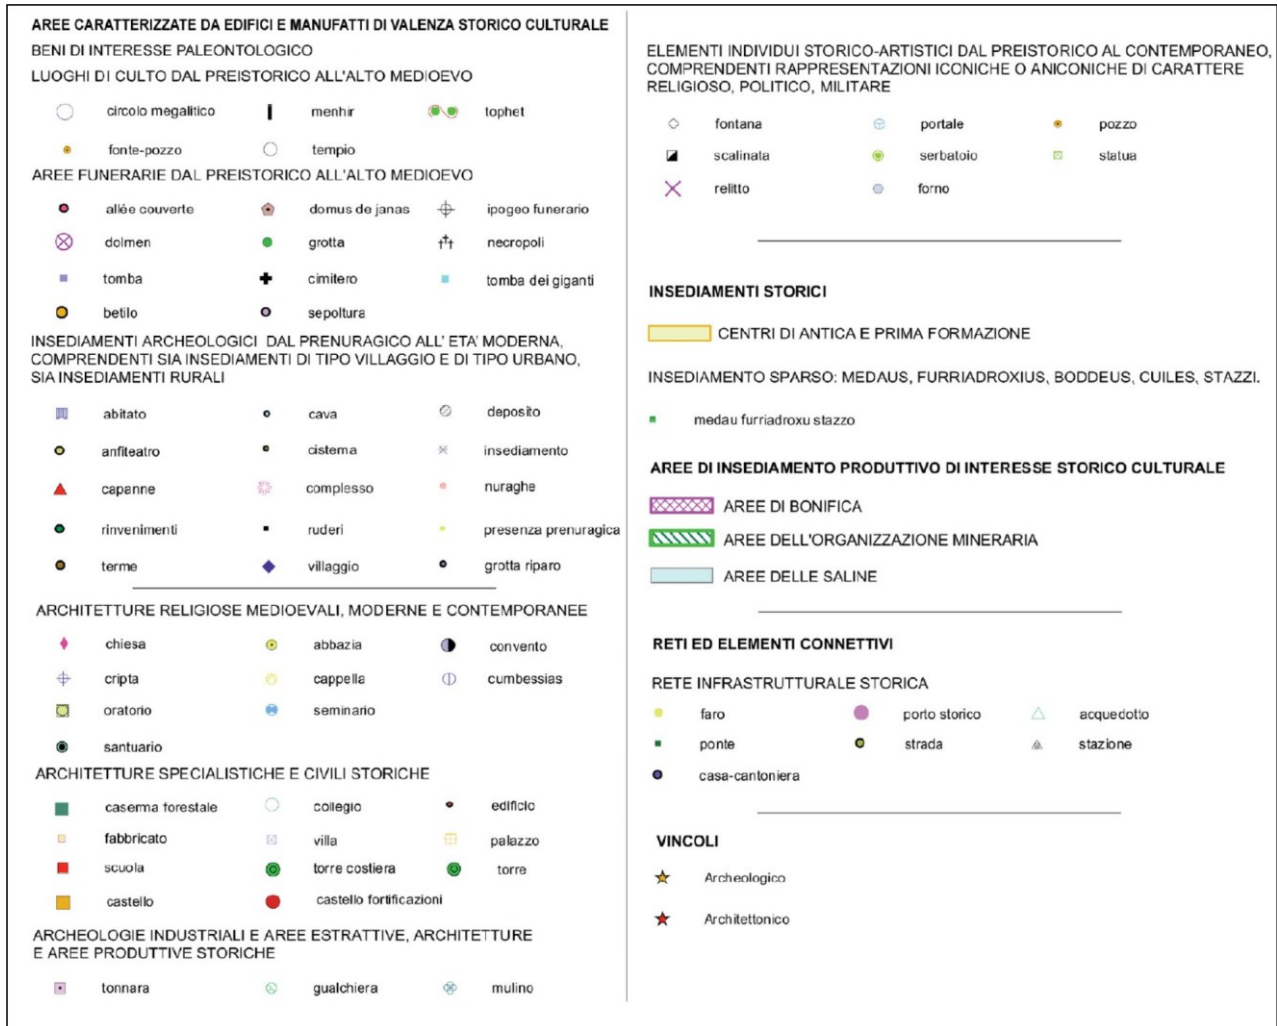 AREE CARATTERIZZATE DA EDIFICI E MANUFATTI DI VALENZA STORICO CULTURALE
BENI DI INTERESSE PALEONTOLOGICO
LUOGHI DI CULTO DAL PREISTORICO ALL'ALTO MEDIOEVO
circolo megalitico menhir tophet
fonte-pozzo tempio
AREE FUNERARIE DAL PREISTORICO ALL'ALTO MEDIOEVO
allée couverte domus de janas ipogeo funerario
dolmen grotta necropoli
tomba cimitero tomba dei giganti
betilo sepoltura
INSEDIAMENTI ARCHEOLOGICI DAL PRENURAGICO ALL' ETA' MODERNA,
COMPRENDENTI SIA INSEDIAMENTI DI TIPO VILLAGGIO E DI TIPO URBANO,
SIA INSEDIAMENTI RURALI
abitato cava deposito
anfiteatro cisterna insediamento
capanne complesso nuraghe
rinvenimenti ruderi presenza prenuragica
terme villaggio grotta riparo
ARCHITETTURE RELIGIOSE MEDIOEVALI, MODERNE E CONTEMPORANEE
chiesa abbazia convento
cripta cappella cumbessias
oratorio seminario
santuario
ARCHITETTURE SPECIALISTICHE E CIVILI STORICHE
caserma forestale collegio edificio
fabbricato villa palazzo
scuola torre costiera torre
castello castello fortificazioni
ARCHEOLOGIE INDUSTRIALI E AREE ESTRATTIVE, ARCHITETTURE
E AREE PRODUTTIVE STORICHE
tonnara gualchiera mulino
ELEMENTI INDIVIDUI STORICO-ARTISTICI DAL PREISTORICO AL CONTEMPORANEO,
COMPRENDENTI RAPPRESENTAZIONI ICONICHE O ANICONICHE DI CARATTERE
RELIGIOSO, POLITICO, MILITARE
fontana portale pozzo
scalinata serbatoio statua
relitto forno
INSEDIAMENTI STORICI
CENTRI DI ANTICA E PRIMA FORMAZIONE
INSEDIAMENTO SPARSO: MEDAUS, FURRIADROXIUS, BODDEUS, CUILES, STAZZI.
medau furriadroxu stazzo
AREE DI INSEDIAMENTO PRODUTTIVO DI INTERESSE STORICO CULTURALE
AREE DI BONIFICA
AREE DELL'ORGANIZZAZIONE MINERARIA
AREE DELLE SALINE
RETI ED ELEMENTI CONNETTIVI
RETE INFRASTRUTTURALE STORICA
faro porto storico acquedotto
ponte strada stazione
casa-cantoniera
VINCOLI
Archeologico
Architettonico